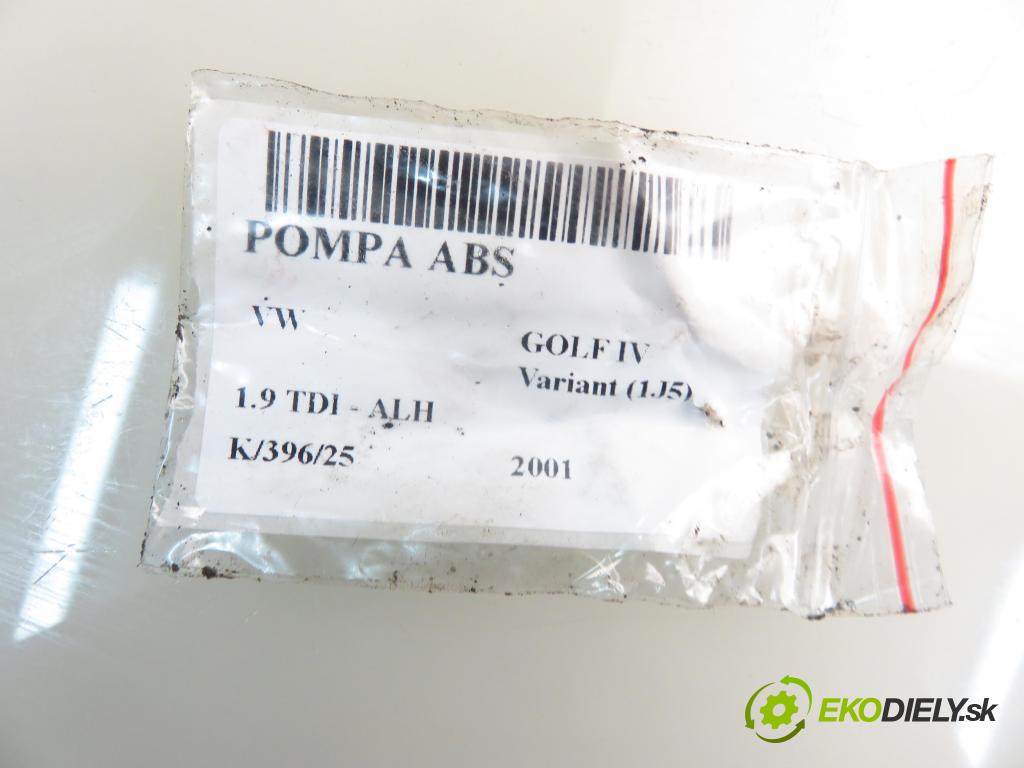 POMPA ABS
VW
GOLF IV
Variant (1J5)
1.9 TDI - ALH
K/396/25
2001
EKODIELY.sk